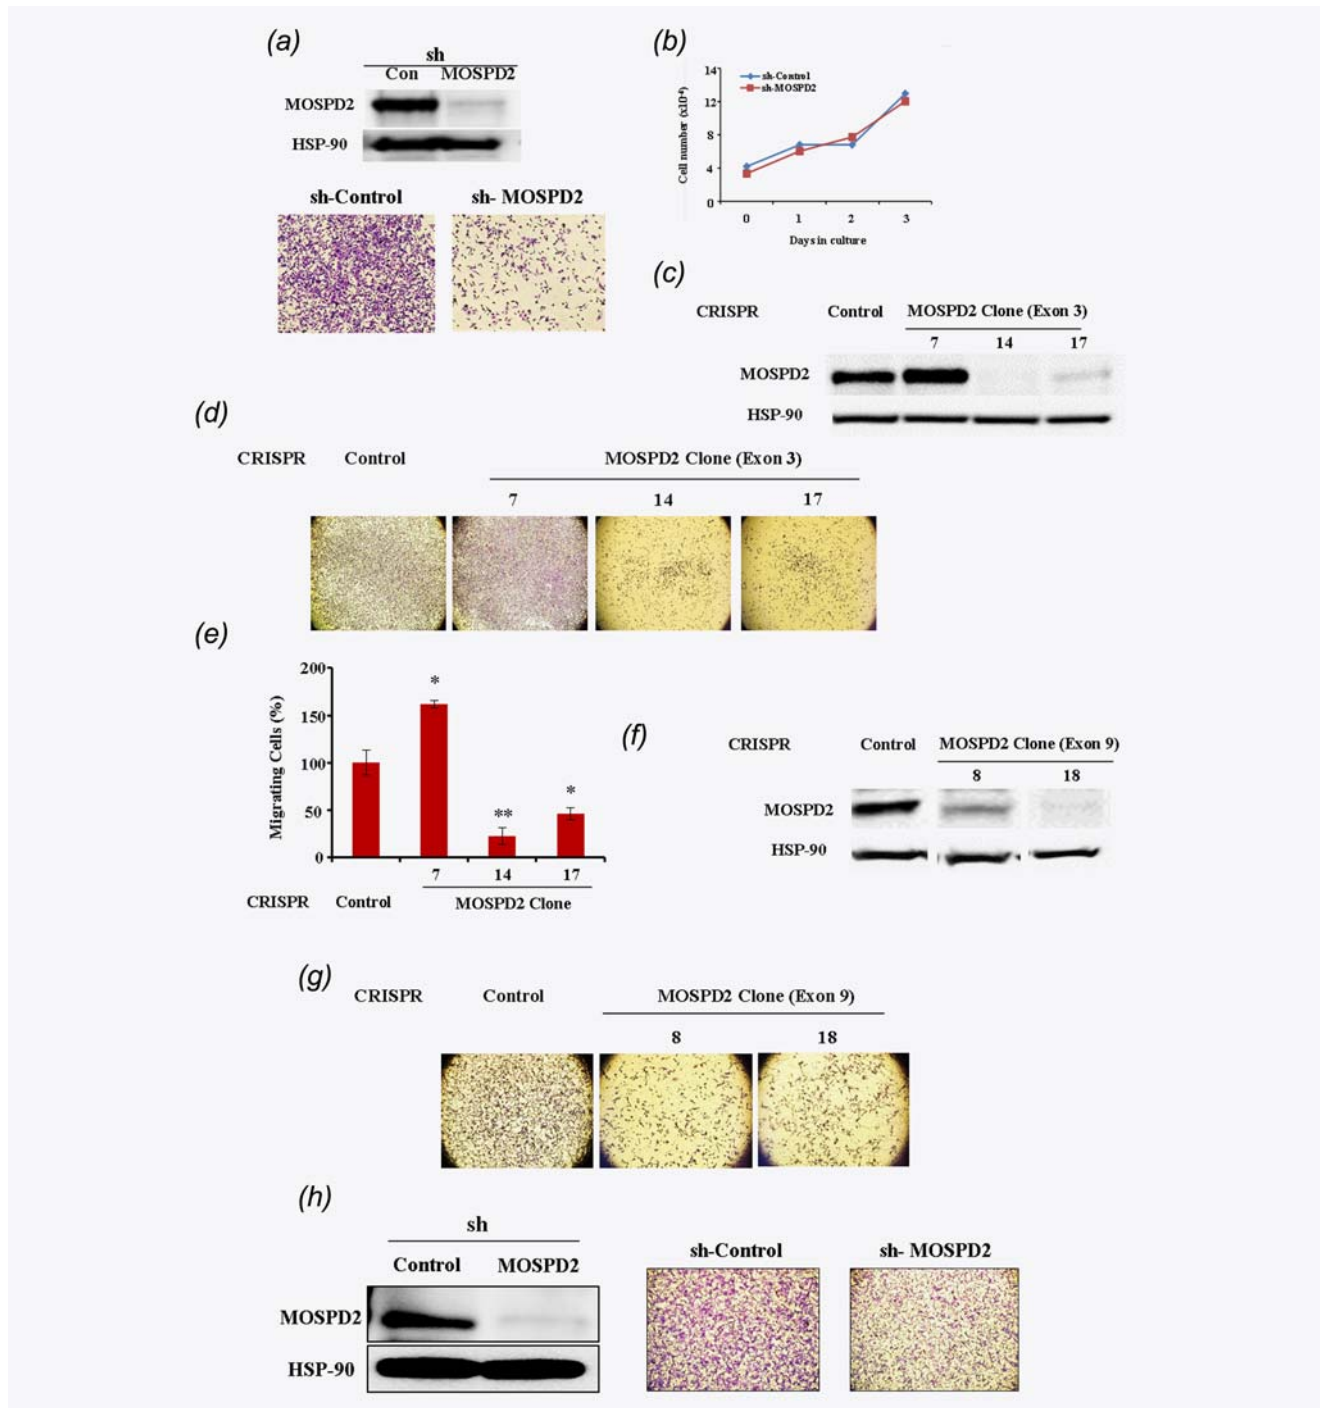 (a)
sh
Con MOSPD2
MOSPD2
HSP-90
sh-Control sh- MOSPD2
(b)
14
12
8
4
0
Cell number (x10⁴)
sh-Control
sh-MOSPD2
0 1 2 3
Days in culture
(c)
CRISPR Control MOSPD2 Clone (Exon 3)
7 14 17
MOSPD2
HSP-90
(d)
CRISPR Control MOSPD2 Clone (Exon 3)
7 14 17
(e)
200
150
100
50
0
Migrating Cells (%)
*
**
*
7 14 17
CRISPR Control MOSPD2 Clone
(f)
CRISPR Control MOSPD2 Clone (Exon 9)
8 18
MOSPD2
HSP-90
(g)
CRISPR Control MOSPD2 Clone (Exon 9)
8 18
(h)
sh
Control MOSPD2
MOSPD2
HSP-90
sh-Control sh- MOSPD2